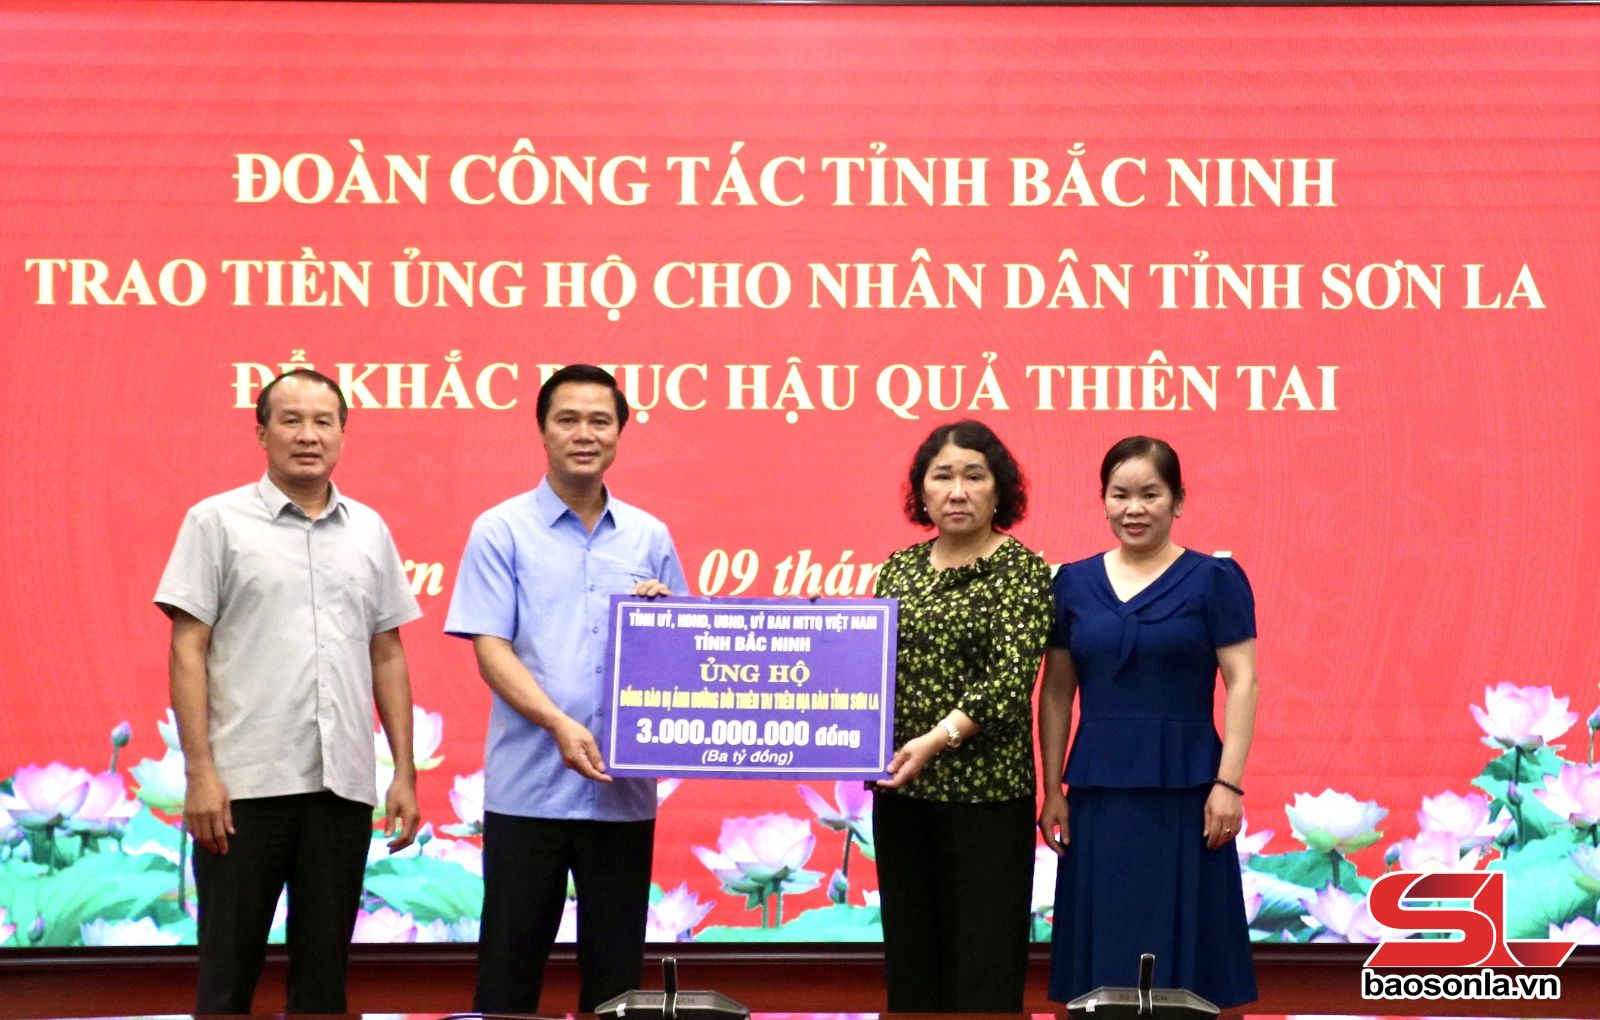 ĐOÀN CÔNG TÁC TỈNH BẮC NINH
TRAO TIỀN ỦNG HỘ CHO NHÂN DÂN TỈNH SƠN LA
ĐỂ KHẮC PHỤC HẬU QUẢ THIÊN TAI
09
TỈNH UỶ, HĐND, UBND, UỶ BAN MTTQ VIỆT NAM
TỈNH BẮC NINH
ỦNG HỘ
ĐỒNG BÀO BỊ ẢNH HƯỞNG BỞI THIÊN TAI TRÊN ĐỊA BÀN TỈNH SƠN LA
3.000.000.000 đồng
(Ba tỷ đồng)
SL
baosonla.vn